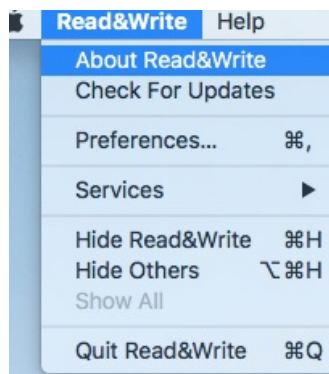 Read&Write Help
About Read&Write
Check For Updates
Preferences... ⌘,
Services ▶
Hide Read&Write ⌘H
Hide Others ⌥⌘H
Show All
Quit Read&Write ⌘Q